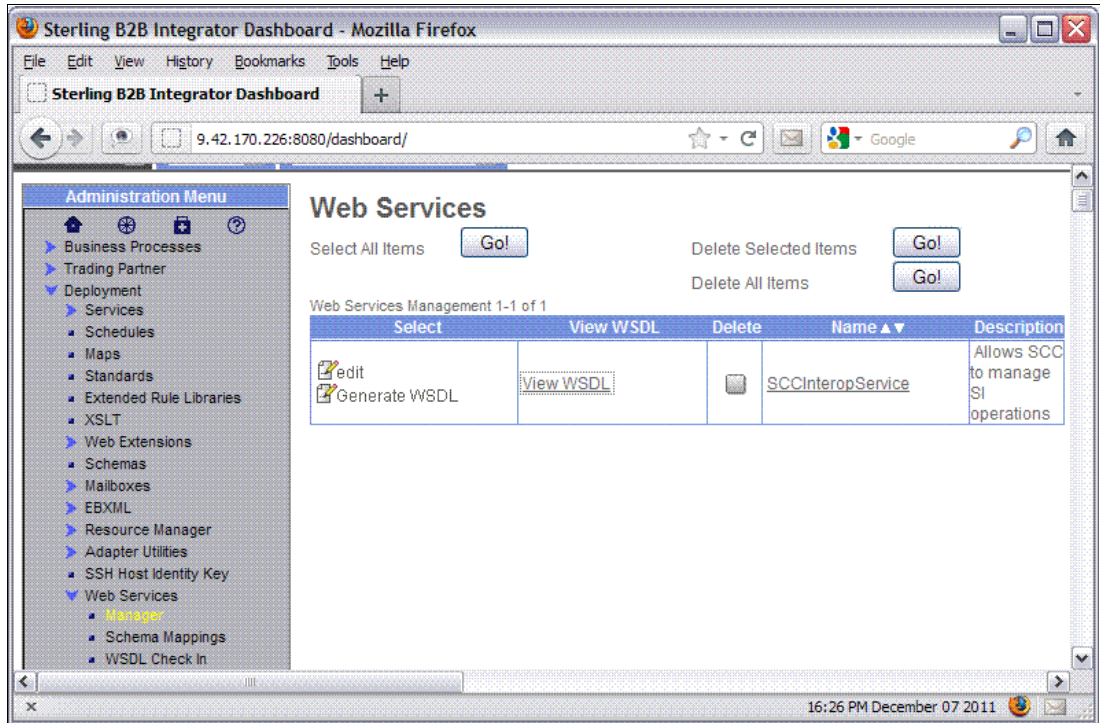 Sterling B2B Integrator Dashboard - Mozilla Firefox
File Edit View History Bookmarks Tools Help
Sterling B2B Integrator Dashboard +
9.42.170.226:8080/dashboard/
Google
Administration Menu
Business Processes
Trading Partner
Deployment
Services
Schedules
Maps
Standards
Extended Rule Libraries
XSLT
Web Extensions
Schemas
Mailboxes
EBXML
Resource Manager
Adapter Utilities
SSH Host Identity Key
Web Services
Manager
Schema Mappings
WSDL Check In
Web Services
Select All Items Go! Delete Selected Items Go!
Delete All Items Go!
Web Services Management 1-1 of 1
Select View WSDL Delete Name ▲▼ Description
edit
Generate WSDL
View WSDL
SCCInteropService
Allows SCC
to manage
SI
operations
x 16:26 PM December 07 2011